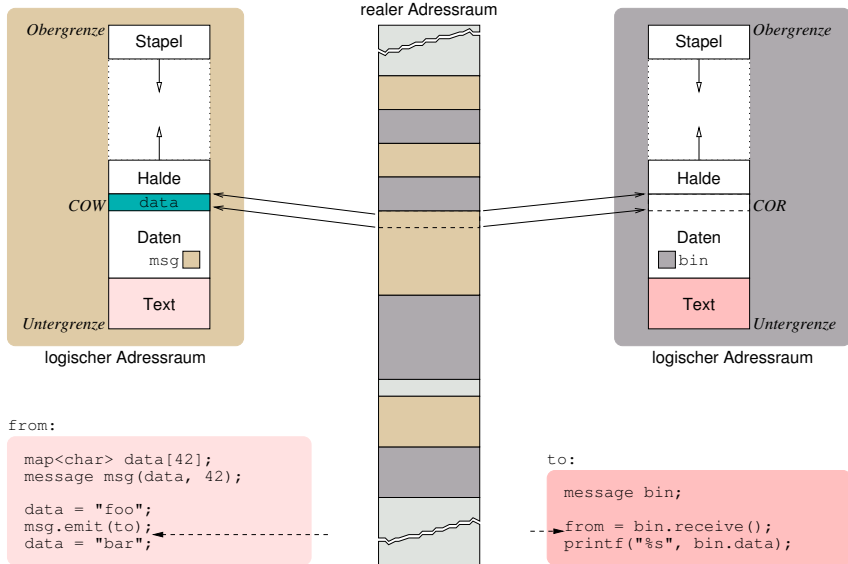 realer Adressraum
Obergrenze
Stapel
Halde
COW
data
Daten
msg
Text
Untergrenze
logischer Adressraum
Stapel
Obergrenze
Halde
COR
Daten
bin
Text
Untergrenze
logischer Adressraum
from:
map<char> data[42];
message msg(data, 42);
data = "foo";
msg.emit(to);
data = "bar";
to:
message bin;
from = bin.receive();
printf("%s", bin.data);